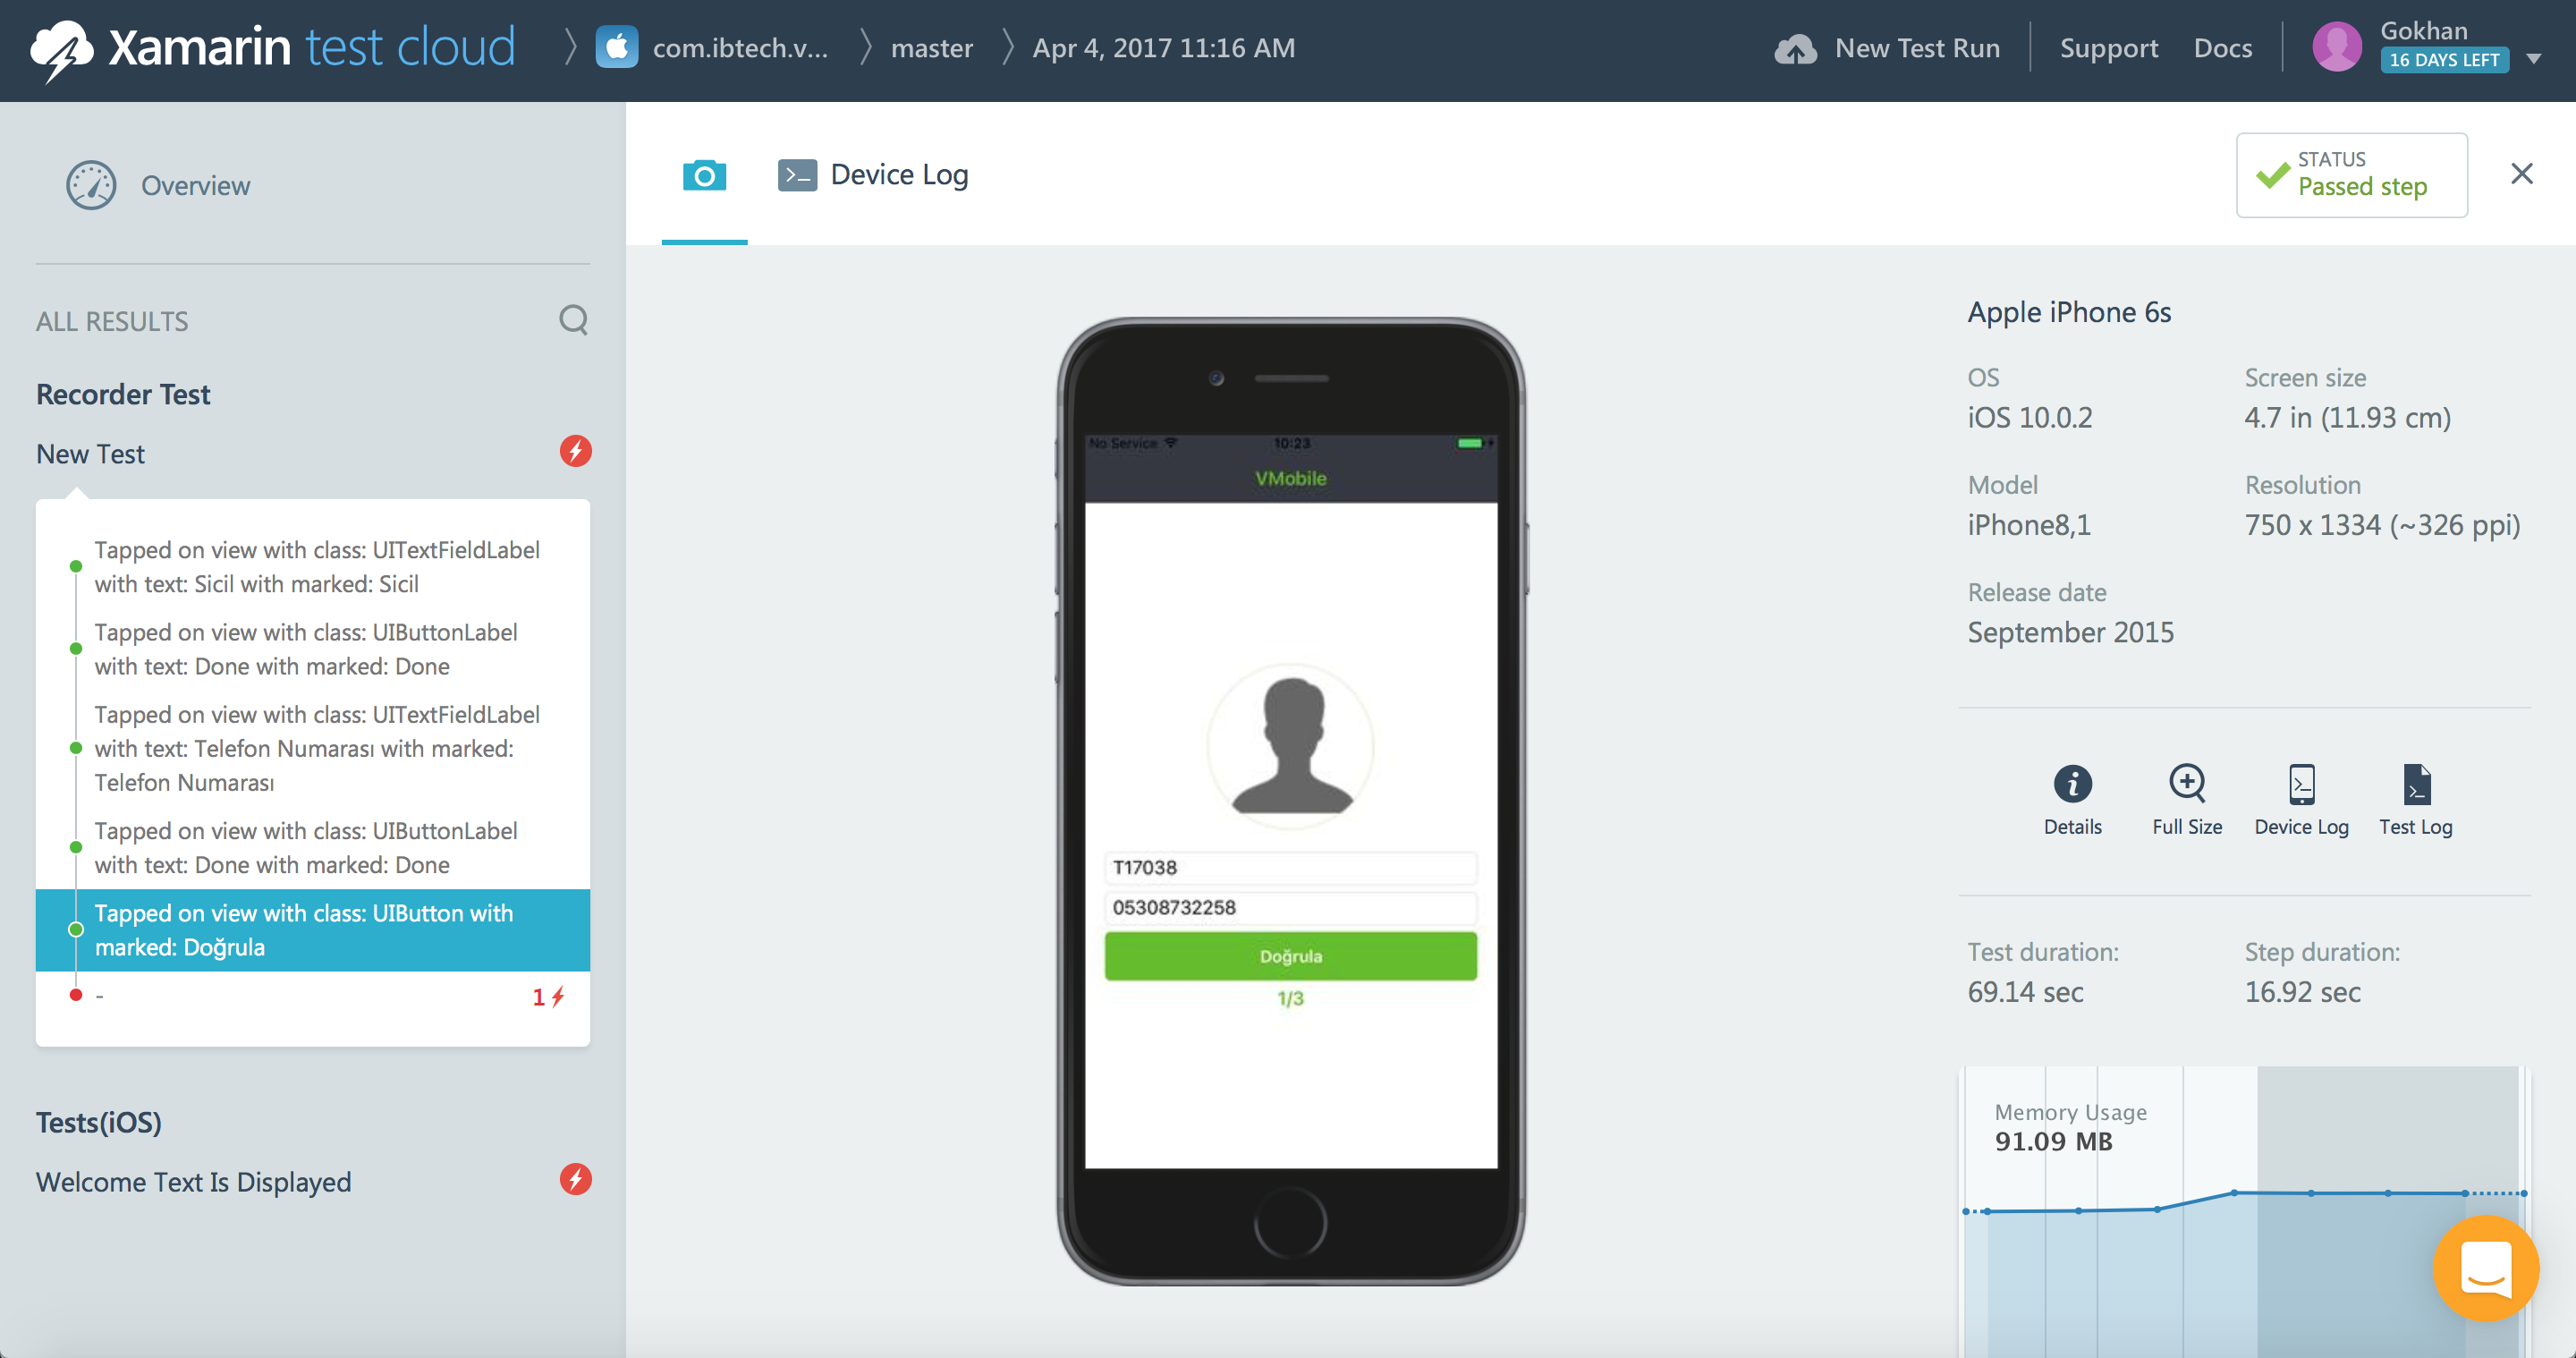 Xamarin test cloud
com.ibtech.v...
master
Apr 4, 2017 11:16 AM
New Test Run
Support
Docs
Gokhan
16 DAYS LEFT
Overview
ALL RESULTS
Recorder Test
New Test
Tapped on view with class: UITextFieldLabel
with text: Sicil with marked: Sicil
Tapped on view with class: UIButtonLabel
with text: Done with marked: Done
Tapped on view with class: UITextFieldLabel
with text: Telefon Numarası with marked:
Telefon Numarası
Tapped on view with class: UIButtonLabel
with text: Done with marked: Done
Tapped on view with class: UIButton with
marked: Doğrula
-
1
Tests(iOS)
Welcome Text Is Displayed
Device Log
STATUS
Passed step
No Service
10:23
VMobile
T17038
05308732258
Doğrula
1/3
Apple iPhone 6s
OS
iOS 10.0.2
Screen size
4.7 in (11.93 cm)
Model
iPhone8,1
Resolution
750 x 1334 (~326 ppi)
Release date
September 2015
Details
Full Size
Device Log
Test Log
Test duration:
69.14 sec
Step duration:
16.92 sec
Memory Usage
91.09 MB